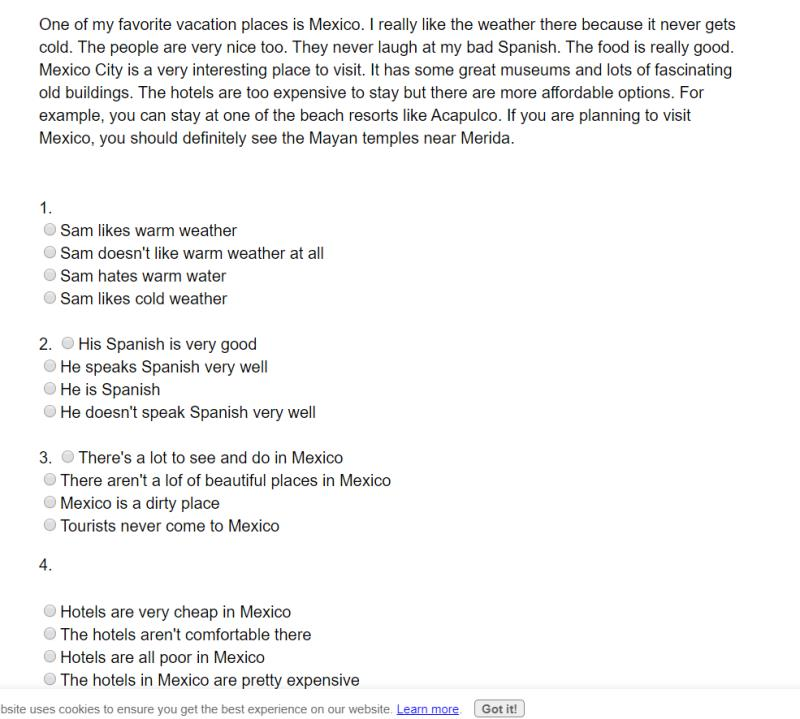 One of my favorite vacation places is Mexico. I really like the weather there because it never gets
cold. The people are very nice too. They never laugh at my bad Spanish. The food is really good.
Mexico City is a very interesting place to visit. It has some great museums and lots of fascinating
old buildings. The hotels are too expensive to stay but there are more affordable options. For
example, you can stay at one of the beach resorts like Acapulco. If you are planning to visit
Mexico, you should definitely see the Mayan temples near Merida.
1.
Sam likes warm weather
Sam doesn't like warm weather at all
Sam hates warm water
Sam likes cold weather
2. His Spanish is very good
He speaks Spanish very well
He is Spanish
He doesn't speak Spanish very well
3. There's a lot to see and do in Mexico
There aren't a lof of beautiful places in Mexico
Mexico is a dirty place
Tourists never come to Mexico
4.
Hotels are very cheap in Mexico
The hotels aren't comfortable there
Hotels are all poor in Mexico
The hotels in Mexico are pretty expensive
bsite uses cookies to ensure you get the best experience on our website. Learn more Got it!